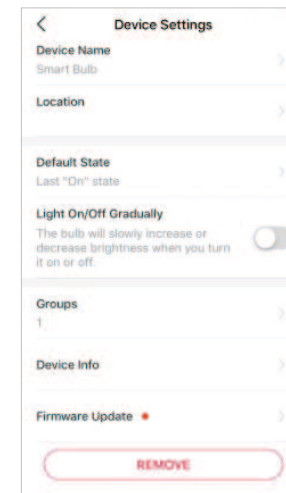 Device Settings
Device Name
Smart Bulb
Location
Default State
Last "On" state
Light On/Off Gradually
The bulb will slowly increase or
decrease brightness when you turn
it on or off.
Groups
1
Device Info
Firmware Update
REMOVE